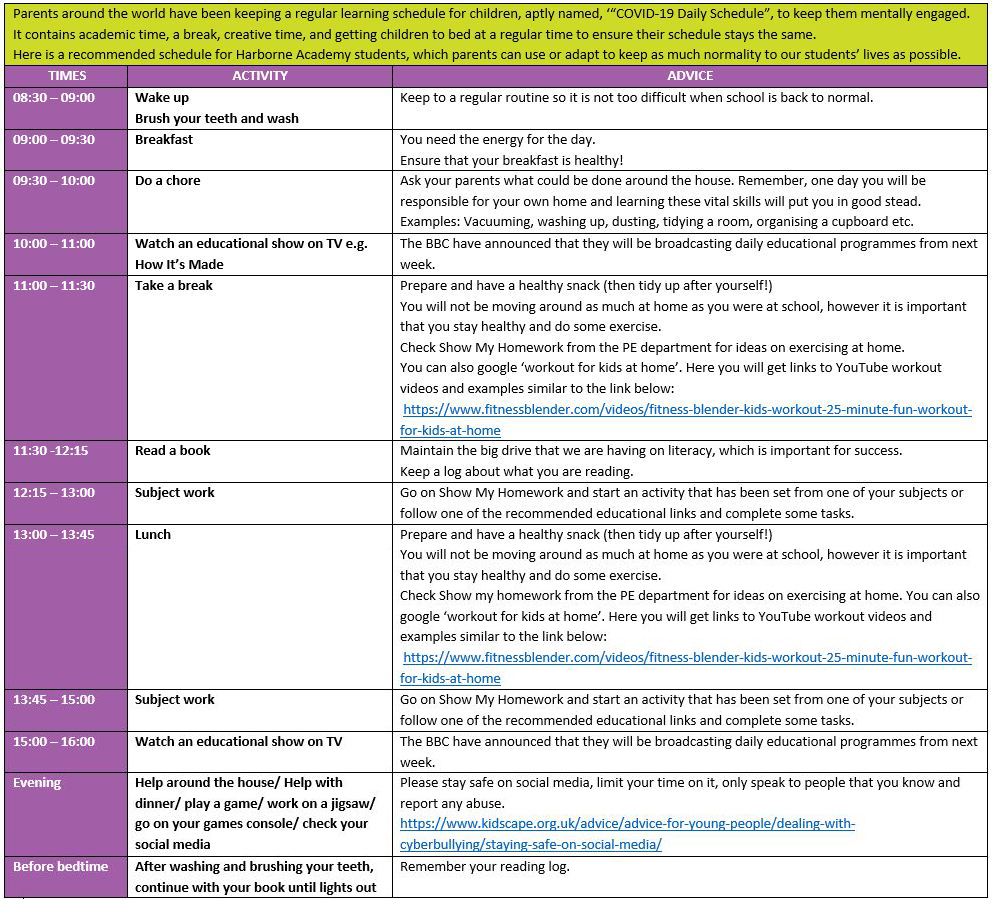 Parents around the world have been keeping a regular learning schedule for children, aptly named, '"COVID-19 Daily Schedule", to keep them mentally engaged.
It contains academic time, a break, creative time, and getting children to bed at a regular time to ensure their schedule stays the same.
Here is a recommended schedule for Harborne Academy students, which parents can use or adapt to keep as much normality to our students' lives as possible.
TIMES ACTIVITY ADVICE
08:30 – 09:00 Wake up Keep to a regular routine so it is not too difficult when school is back to normal.
Brush your teeth and wash
09:00 – 09:30 Breakfast You need the energy for the day.
Ensure that your breakfast is healthy!
09:30 – 10:00 Do a chore Ask your parents what could be done around the house. Remember, one day you will be
responsible for your own home and learning these vital skills will put you in good stead.
Examples: Vacuuming, washing up, dusting, tidying a room, organising a cupboard etc.
10:00 – 11:00 Watch an educational show on TV e.g. The BBC have announced that they will be broadcasting daily educational programmes from next
How It's Made week.
11:00 – 11:30 Take a break Prepare and have a healthy snack (then tidy up after yourself!)
You will not be moving around as much at home as you were at school, however it is important
that you stay healthy and do some exercise.
Check Show My Homework from the PE department for ideas on exercising at home.
You can also google 'workout for kids at home'. Here you will get links to YouTube workout
videos and examples similar to the link below:
https://www.fitnessblender.com/videos/fitness-blender-kids-workout-25-minute-fun-workout-
for-kids-at-home
11:30 -12:15 Read a book Maintain the big drive that we are having on literacy, which is important for success.
Keep a log about what you are reading.
12:15 – 13:00 Subject work Go on Show My Homework and start an activity that has been set from one of your subjects or
follow one of the recommended educational links and complete some tasks.
13:00 – 13:45 Lunch Prepare and have a healthy snack (then tidy up after yourself!)
You will not be moving around as much at home as you were at school, however it is important
that you stay healthy and do some exercise.
Check Show my homework from the PE department for ideas on exercising at home. You can also
google 'workout for kids at home'. Here you will get links to YouTube workout videos and
examples similar to the link below:
https://www.fitnessblender.com/videos/fitness-blender-kids-workout-25-minute-fun-workout-
for-kids-at-home
13:45 – 15:00 Subject work Go on Show My Homework and start an activity that has been set from one of your subjects or
follow one of the recommended educational links and complete some tasks.
15:00 – 16:00 Watch an educational show on TV The BBC have announced that they will be broadcasting daily educational programmes from next
week.
Evening Help around the house/ Help with Please stay safe on social media, limit your time on it, only speak to people that you know and
dinner/ play a game/ work on a jigsaw/ report any abuse.
go on your games console/ check your https://www.kidscape.org.uk/advice/advice-for-young-people/dealing-with-
social media cyberbullying/staying-safe-on-social-media/
Before bedtime After washing and brushing your teeth, Remember your reading log.
continue with your book until lights out